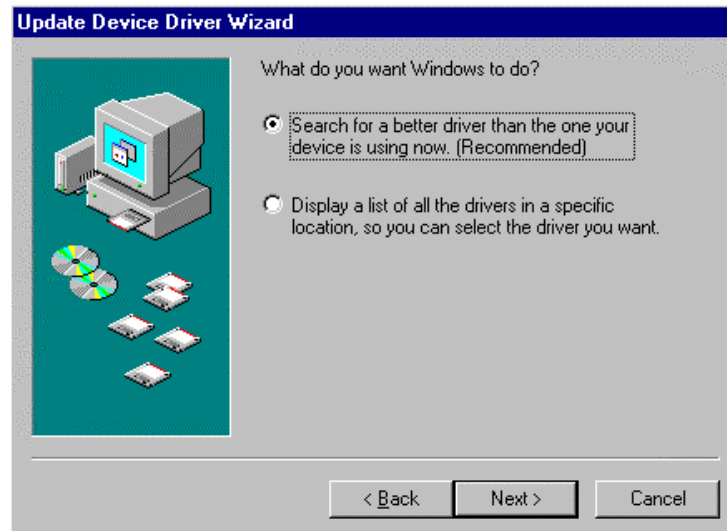 Update Device Driver Wizard
What do you want Windows to do?
Search for a better driver than the one your
device is using now. (Recommended)
Display a list of all the drivers in a specific
location, so you can select the driver you want.
< Back
Next >
Cancel